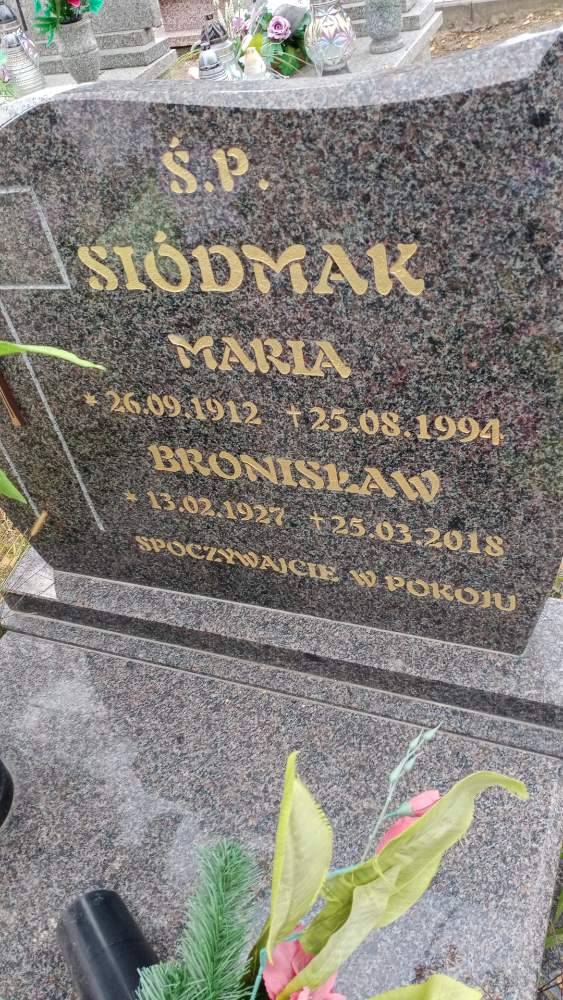 Ś.P.
SIÓDMAK
MARIA
* 26.09.1912 † 25.08.1994
BRONISŁAW
* 13.02.1927 † 25.03.2018
SPOCZYWAJCIE W POKOJU